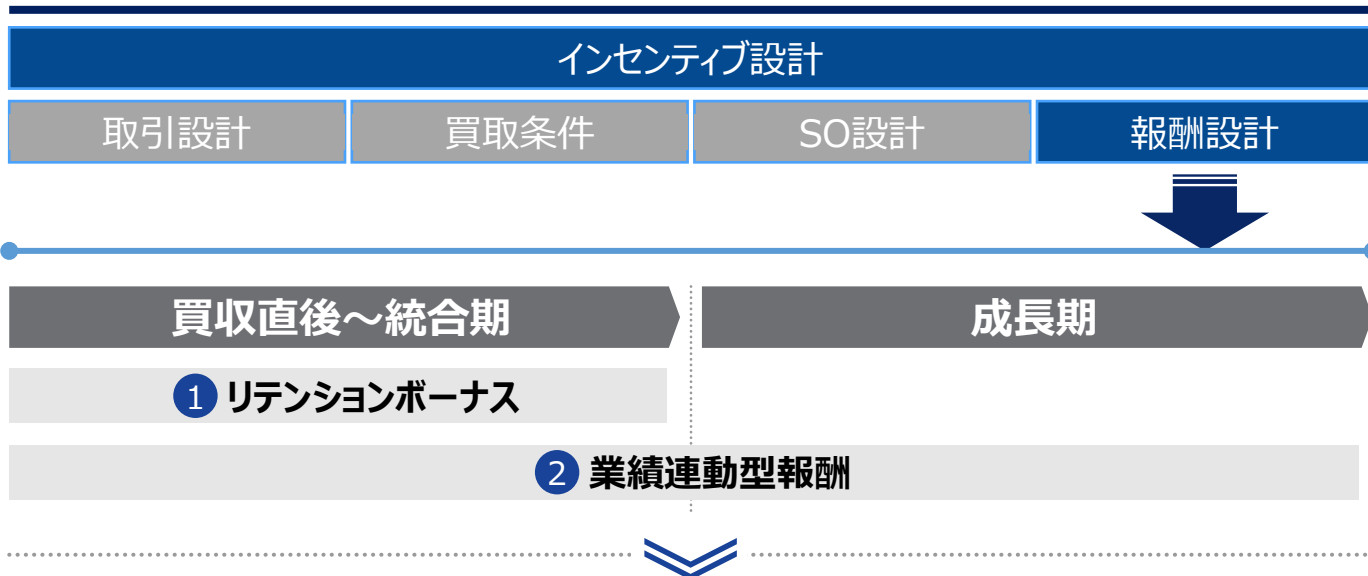 インセンティブ設計
取引設計
買取条件
SO設計
報酬設計
買収直後～統合期
成長期
1 リテンションボーナス
2 業績連動型報酬